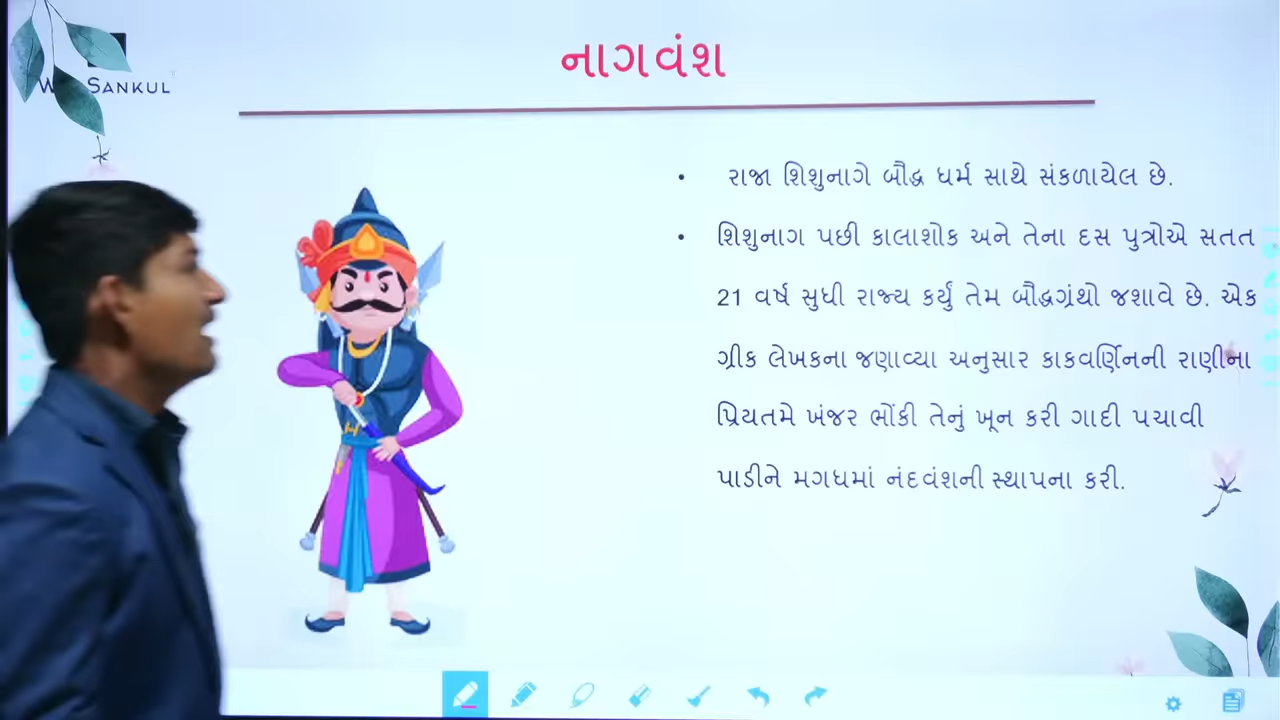 નાગવંશ
SANKUL
• રાજા શિશુનાગે બૌદ્ધ ધર્મ સાથે સંકળાયેલ છે.
• શિશુનાગ પછી કાલાશોક અને તેના દસ પુત્રોએ સતત
21 વર્ષ સુધી રાજ્ય કર્યું તેમ બૌદ્ધગ્રંથો જશાવે છે. એક
ગ્રીક લેખકના જણાવ્યા અનુસાર કાકવર્ણિનની રાણીના
પ્રિયતમે ખંજર ભોંકી તેનું ખૂન કરી ગાદી પચાવી
પાડીને મગધમાં નંદવંશની સ્થાપના કરી.